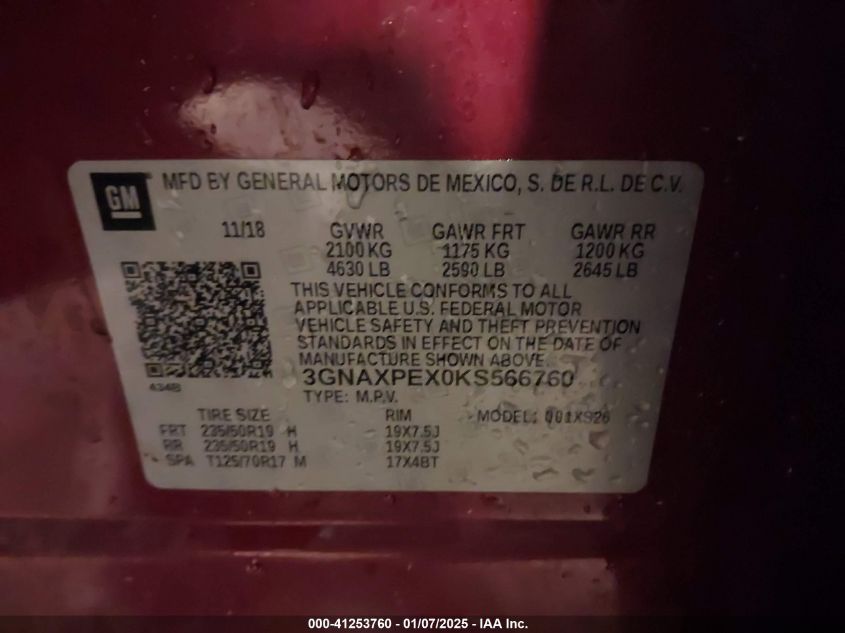 GM
MFD BY GENERAL MOTORS DE MEXICO, S. DE R.L. DE C.V.
11/18 GVWR GAWR FRT GAWR RR
2100 KG 1175 KG 1200 KG
4630 LB 2590 LB 2645 LB
THIS VEHICLE CONFORMS TO ALL
APPLICABLE U.S. FEDERAL MOTOR
VEHICLE SAFETY AND THEFT PREVENTION
STANDARDS IN EFFECT ON THE DATE OF
MANUFACTURE SHOWN ABOVE.
434B 3GNAXPEX0KS566760
TYPE: M.P.V.
TIRE SIZE RIM MODEL:
FRT 235/50R19 H 19X7.5J
RR 235/50R19 H 19X7.5J
SPA T125/70R17 M 17X4BT
000-41253760 - 01/07/2025 - IAA Inc.